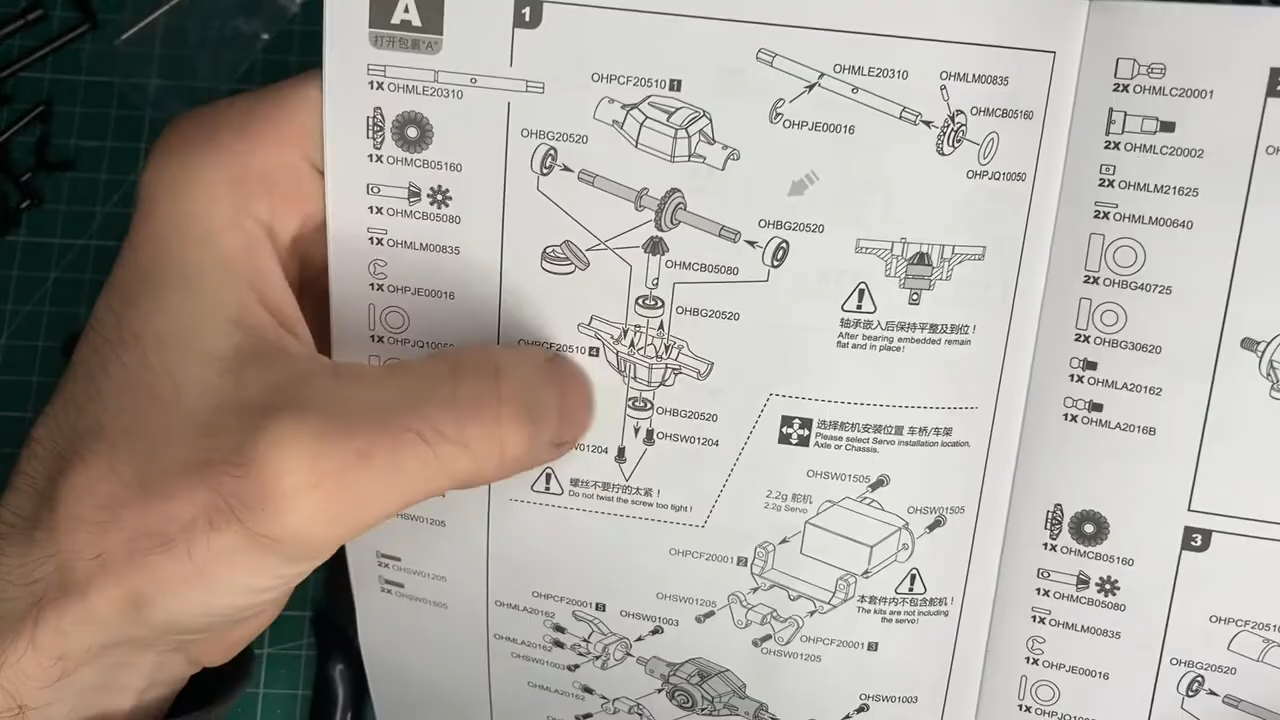 A
打开包裹"A"
1X OHMLE20310
1X OHMCB05160
1X OHMCB05080
1X OHMLM00835
1X OHPJE00016
OHSW01205
2X OHSW01205
2X OHSW01505
1
OHPCF20510 1
OHMLE20310
OHMLM00835
OHMCB05160
OHPJE00016
OHPJQ10050
OHBG20520
OHBG20520
OHMCB05080
OHBG20520
OHPCF20510 4
OHBG20520
OHSW01204
W01204
螺丝不要拧的太紧！
Do not twist the screw too tight!
轴承嵌入后保持平整及到位！
After bearing embedded remain
flat and in place!
选择舵机安装位置 车桥/车架
Please select Servo installation location,
Axle or Chassis.
OHSW01505
2.2g 舵机
2.2g Servo
OHSW01505
OHPCF20001 2
OHSW01205
本套件内不包含舵机！
The kits are not including
the servo!
OHPCF20001 3
OHSW01205
OHPCF20001 5
OHMLA20162
OHSW01003
OHMLA20162
OHSW01003
OHMLA20162
OHSW01003
2X OHMLC20001
2X OHMLC20002
2X OHMLM21625
2X OHMLM00640
2X OHBG40725
2X OHBG30620
1X OHMLA20162
1X OHMLA2016B
1X OHMCB05160
1X OHMCB05080
1X OHMLM00835
1X OHPJE00016
3
OHPCF20510
OHBG20520